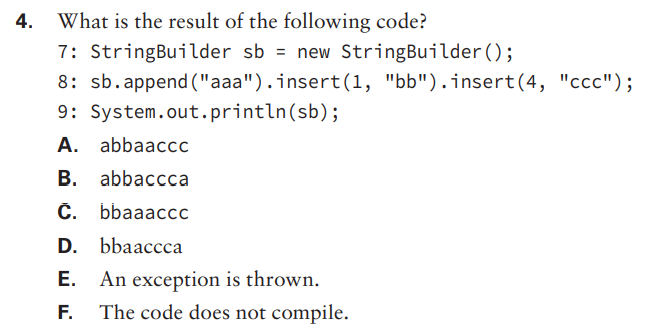 4. What is the result of the following code?
7: StringBuilder sb = new StringBuilder();
8: sb.append("aaa").insert(1, "bb").insert(4, "ccc");
9: System.out.println(sb);
A. abbaaccc
B. abbaccca
C. bbaaaccc
D. bbaaccca
E. An exception is thrown.
F. The code does not compile.